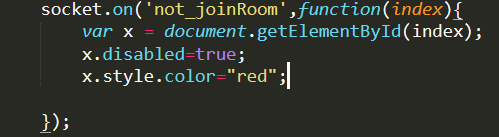 socket.on('not_joinRoom',function(index){
var x = document.getElementById(index);
x.disabled=true;
x.style.color="red";
});